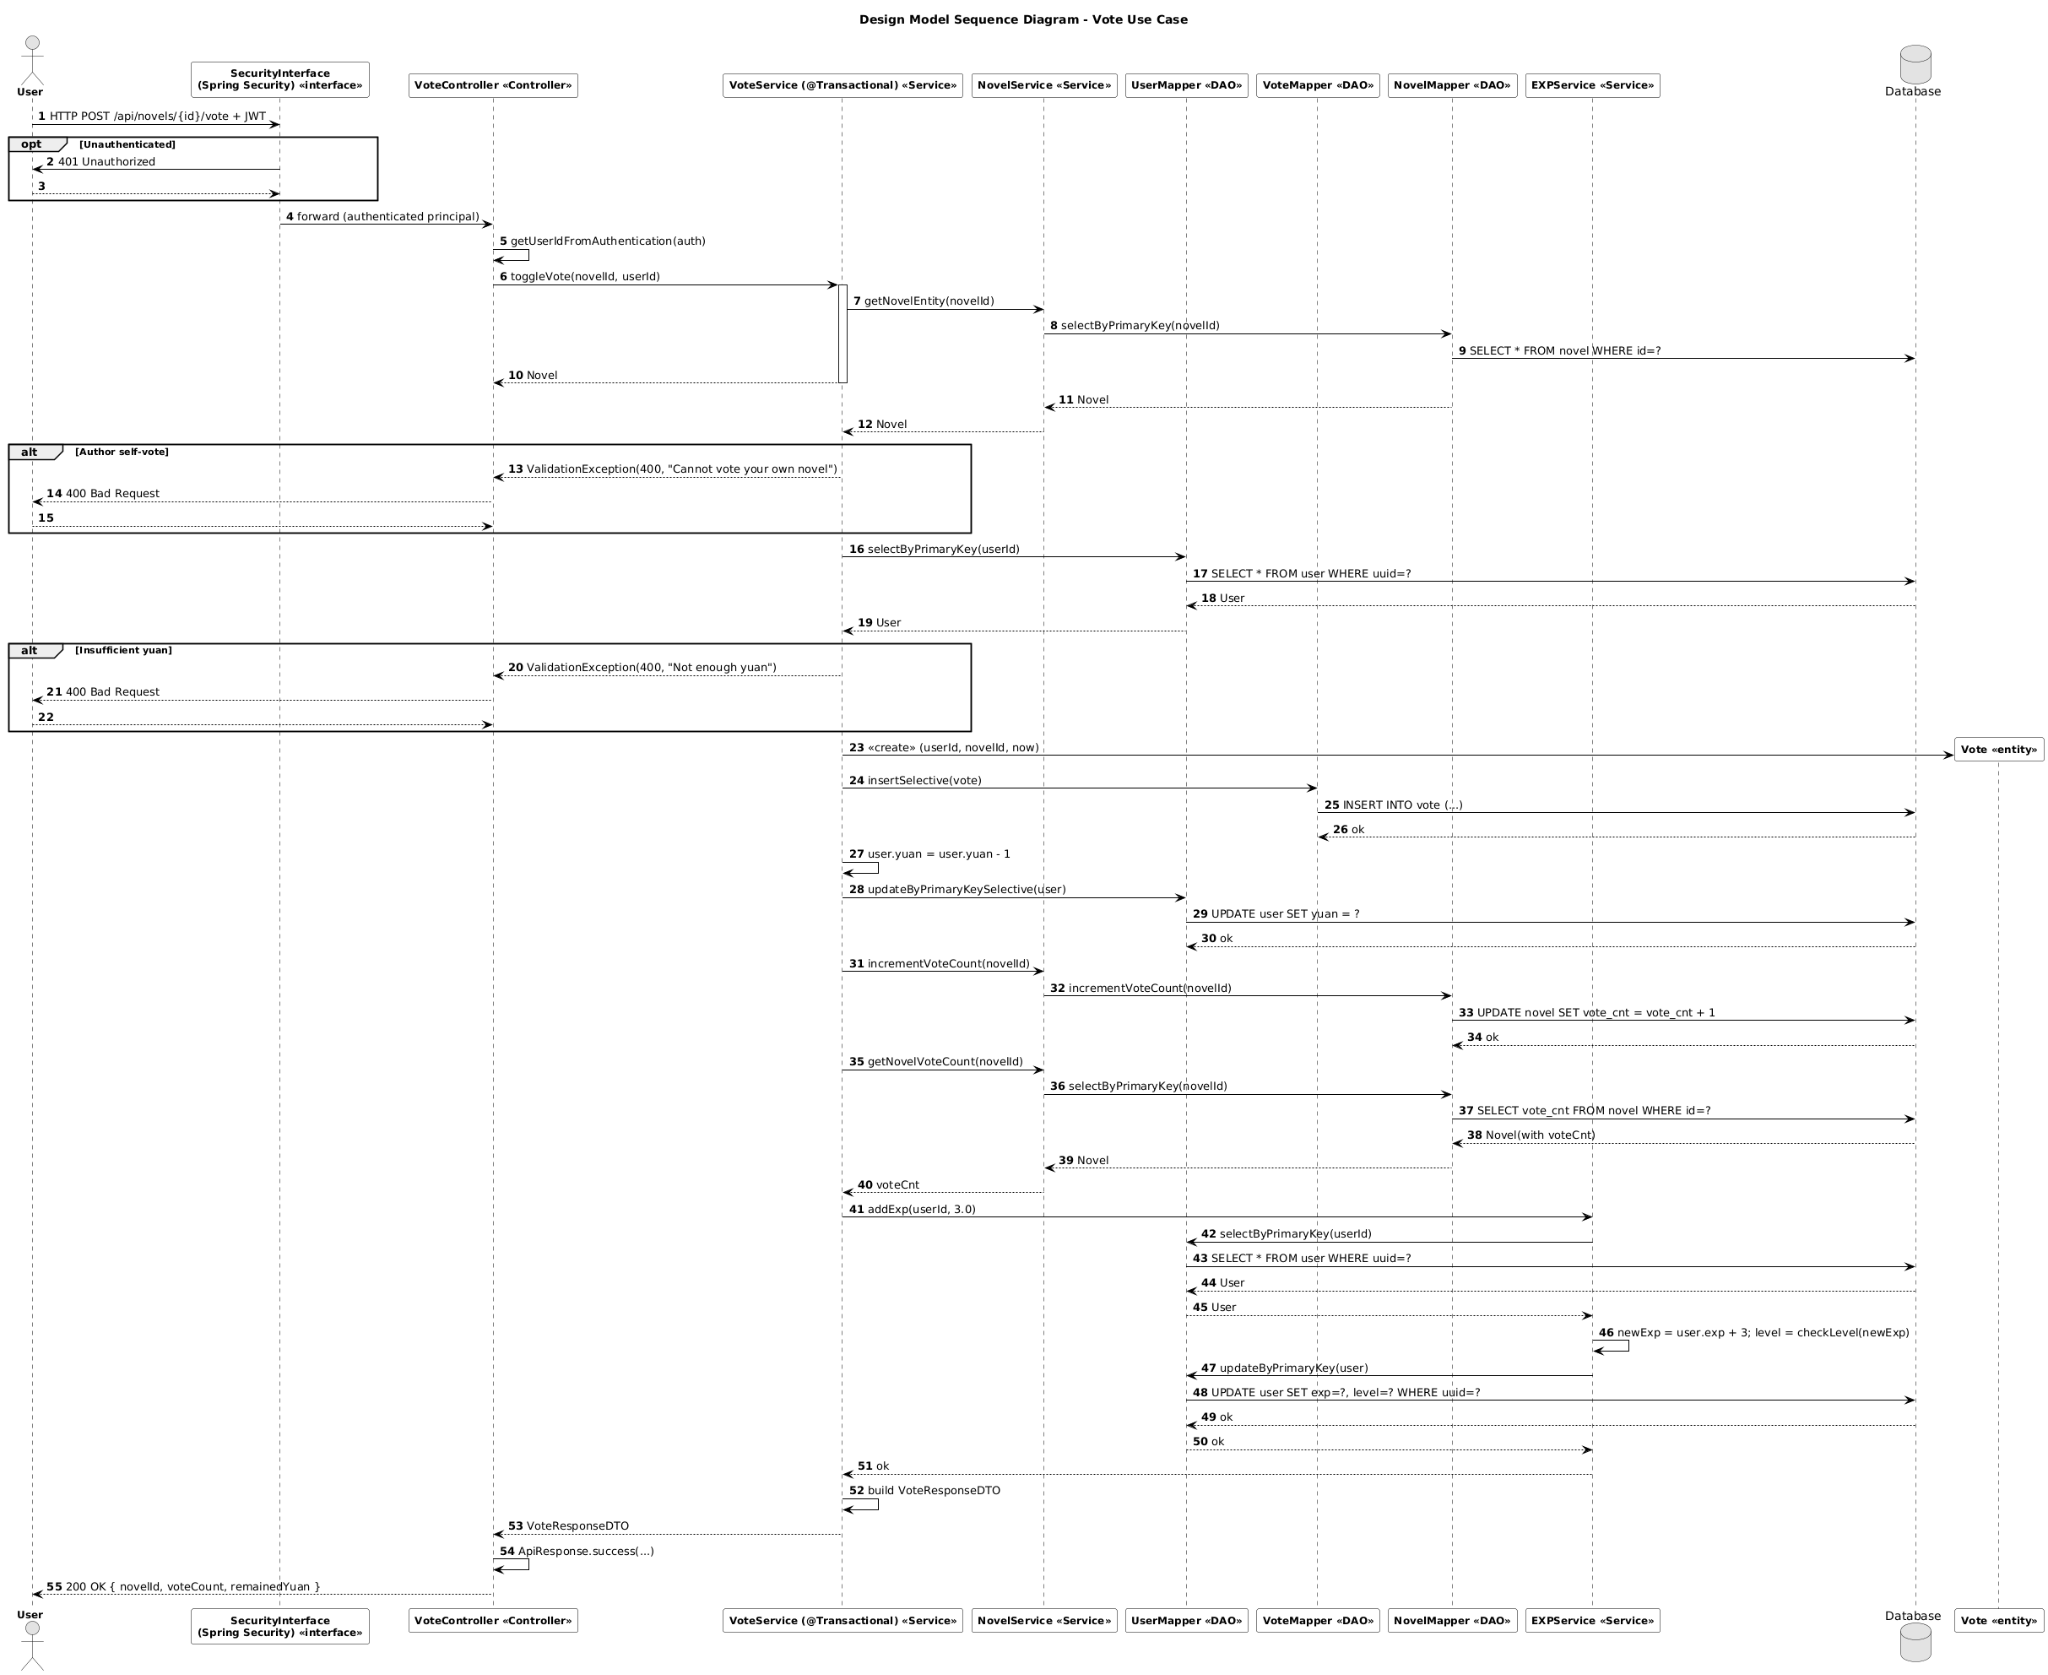 Design Model Sequence Diagram - Vote Use Case
User
SecurityInterface
(Spring Security) «interface»
VoteController «Controller»
VoteService (@Transactional) «Service»
NovelService «Service»
UserMapper «DAO»
VoteMapper «DAO»
NovelMapper «DAO»
EXPService «Service»
Database
1 HTTP POST /api/novels/{id}/vote + JWT
opt [Unauthenticated]
2 401 Unauthorized
3
4 forward (authenticated principal)
5 getUserIdFromAuthentication(auth)
6 toggleVote(novelId, userId)
7 getNovelEntity(novelId)
8 selectByPrimaryKey(novelId)
9 SELECT * FROM novel WHERE id=?
10 Novel
11 Novel
12 Novel
alt [Author self-vote]
13 ValidationException(400, "Cannot vote your own novel")
14 400 Bad Request
15
16 selectByPrimaryKey(userId)
17 SELECT * FROM user WHERE uuid=?
18 User
19 User
alt [Insufficient yuan]
20 ValidationException(400, "Not enough yuan")
21 400 Bad Request
22
23 «create» (userId, novelId, now)
Vote «entity»
24 insertSelective(vote)
25 INSERT INTO vote (...)
26 ok
27 user.yuan = user.yuan - 1
28 updateByPrimaryKeySelective(user)
29 UPDATE user SET yuan = ?
30 ok
31 incrementVoteCount(novelId)
32 incrementVoteCount(novelId)
33 UPDATE novel SET vote_cnt = vote_cnt + 1
34 ok
35 getNovelVoteCount(novelId)
36 selectByPrimaryKey(novelId)
37 SELECT vote_cnt FROM novel WHERE id=?
38 Novel(with voteCnt)
39 Novel
40 voteCnt
41 addExp(userId, 3.0)
42 selectByPrimaryKey(userId)
43 SELECT * FROM user WHERE uuid=?
44 User
45 User
46 newExp = user.exp + 3; level = checkLevel(newExp)
47 updateByPrimaryKey(user)
48 UPDATE user SET exp=?, level=? WHERE uuid=?
49 ok
50 ok
51 ok
52 build VoteResponseDTO
53 VoteResponseDTO
54 ApiResponse.success(...)
55 200 OK { novelId, voteCount, remainedYuan }
User
SecurityInterface
(Spring Security) «interface»
VoteController «Controller»
VoteService (@Transactional) «Service»
NovelService «Service»
UserMapper «DAO»
VoteMapper «DAO»
NovelMapper «DAO»
EXPService «Service»
Database
Vote «entity»